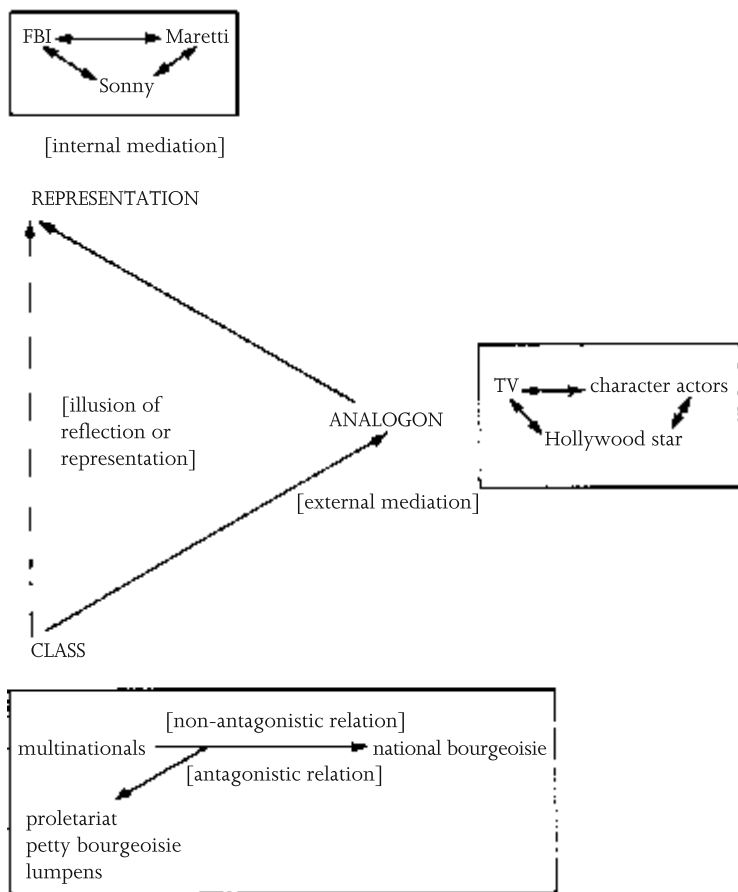 FBI Maretti
Sonny
[internal mediation]
REPRESENTATION
[illusion of
reflection or
representation]
ANALOGON
TV character actors
Hollywood star
[external mediation]
CLASS
[non-antagonistic relation]
multinationals national bourgeoisie
[antagonistic relation]
proletariat
petty bourgeoisie
lumpens